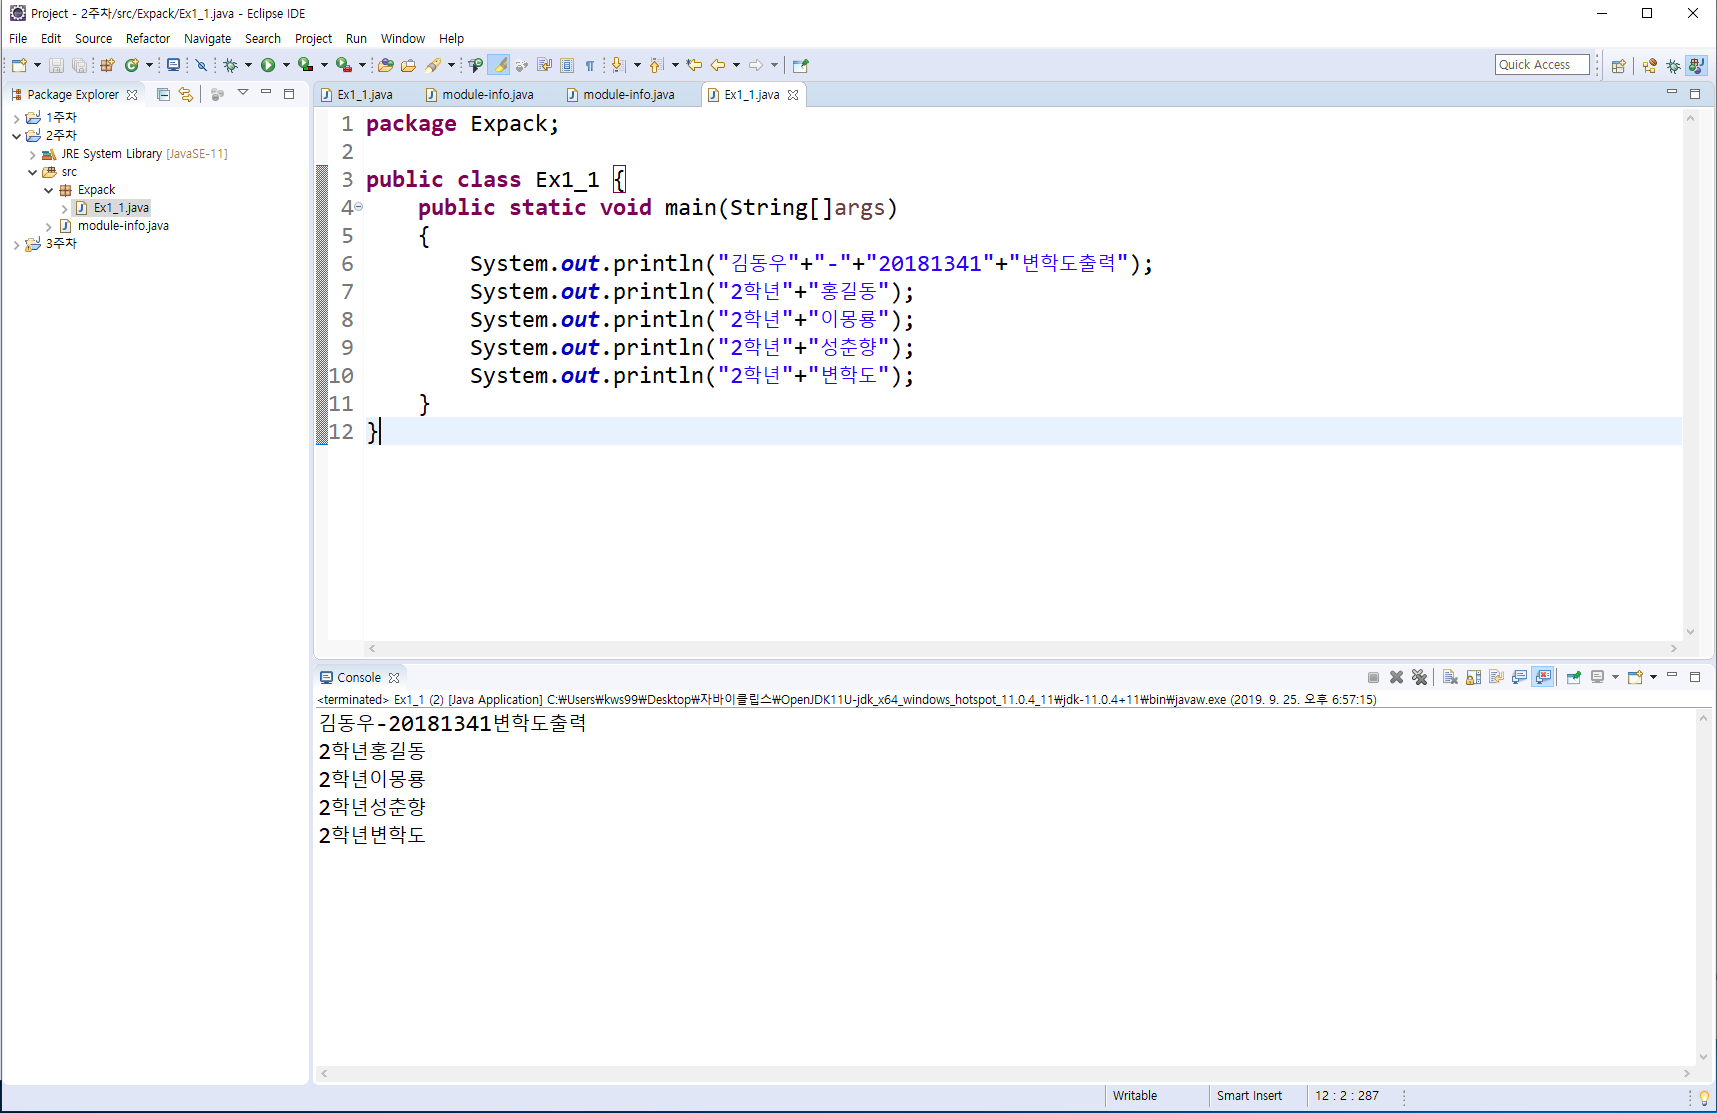 Project - 2주차/src/Expack/Ex1_1.java - Eclipse IDE
File Edit Source Refactor Navigate Search Project Run Window Help
Quick Access
Package Explorer
1주차
2주차
JRE System Library [JavaSE-11]
src
Expack
Ex1_1.java
module-info.java
3주차
Ex1_1.java module-info.java module-info.java Ex1_1.java
1 package Expack;
2
3 public class Ex1_1 {
4 public static void main(String[]args)
5 {
6 System.out.println("김동우"+"-"+"20181341"+"변학도출력");
7 System.out.println("2학년"+"홍길동");
8 System.out.println("2학년"+"이몽룡");
9 System.out.println("2학년"+"성춘향");
10 System.out.println("2학년"+"변학도");
11 }
12 }
Console
<terminated> Ex1_1 (2) [Java Application] C:₩Users₩kws99₩Desktop₩자바이클립스₩OpenJDK11U-jdk_x64_windows_hotspot_11.0.4_11₩jdk-11.0.4+11₩bin₩javaw.exe (2019. 9. 25. 오후 6:57:15)
김동우-20181341변학도출력
2학년홍길동
2학년이몽룡
2학년성춘향
2학년변학도
Writable Smart Insert 12 : 2 : 287